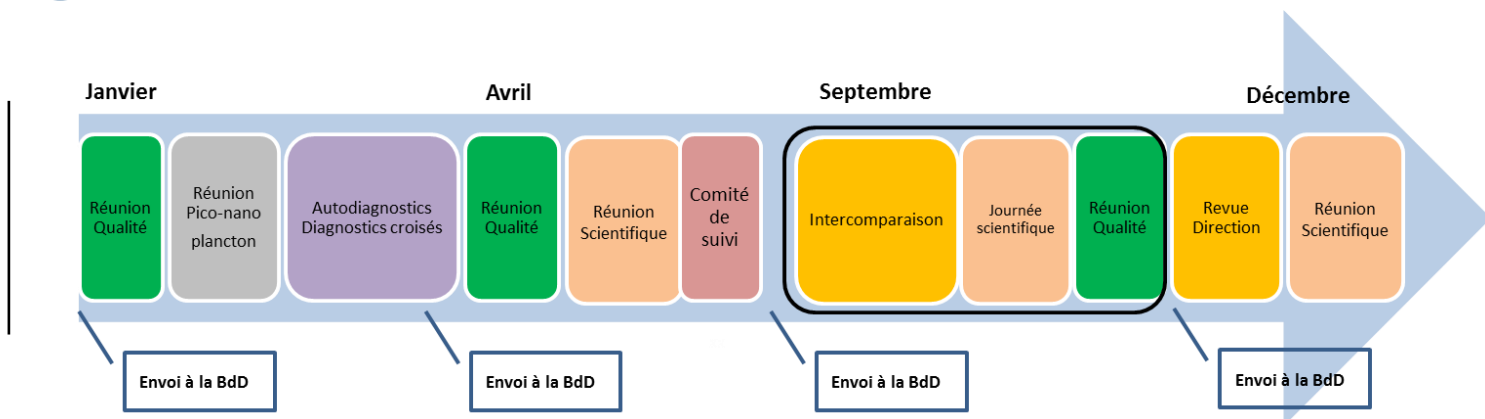 Janvier
Avril
Septembre
Décembre
Réunion
Qualité
Réunion
Pico-nano
plancton
Autodiagnostics
Diagnostics croisés
Réunion
Qualité
Réunion
Scientifique
Comité
de
suivi
Intercomparaison
Journée
scientifique
Réunion
Qualité
Revue
Direction
Réunion
Scientifique
Envoi à la BdD
Envoi à la BdD
Envoi à la BdD
Envoi à la BdD